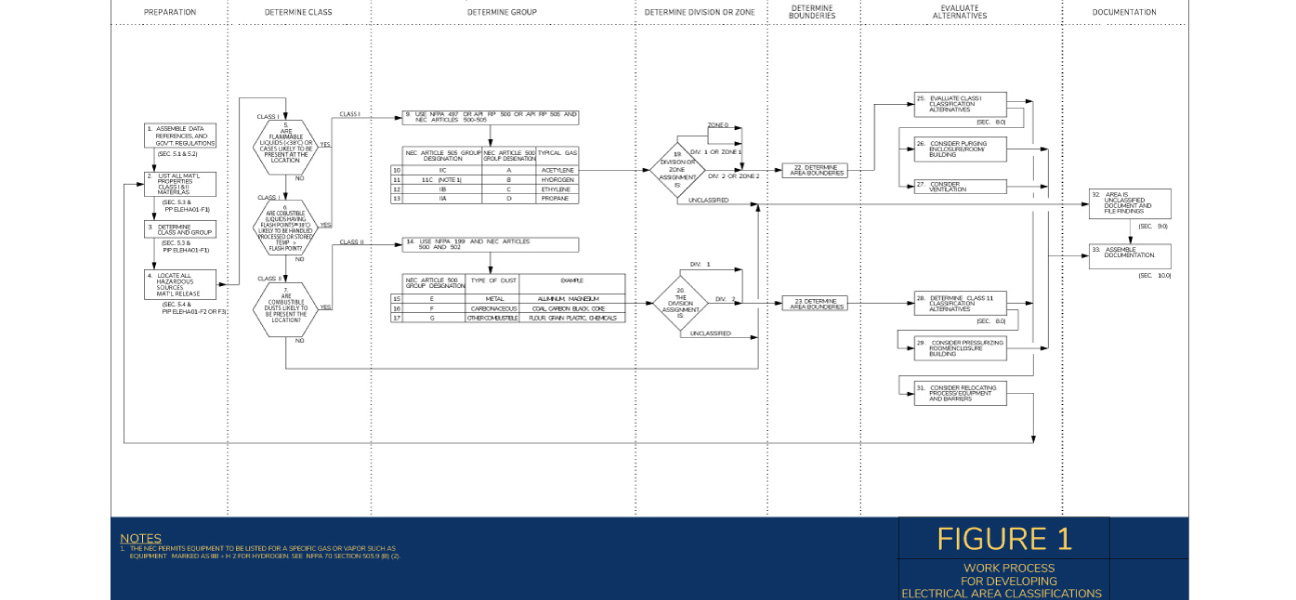 PREPARATION
DETERMINE CLASS
DETERMINE GROUP
DETERMINE DIVISION OR ZONE
DETERMINE
BOUNDERIES
EVALUATE
ALTERNATIVES
DOCUMENTATION
1. ASSEMBLE DATA
REFERENCES, AND
GOV'T. REGULATIONS
(SEC. 5.1 & 5.2)
2. LIST ALL MAT'L
PROPERTIES
CLASS I & II
MATERILAS
(SEC. 5.3 &
PIP ELEHA01-F1)
3. DETERMINE
CLASS AND GROUP
(SEC. 5.3 &
PIP ELEHA01-F1)
4. LOCATE ALL
HAZARDOUS
SOURCES
MAT'L RELEASE
(SEC. 5.4 &
PIP ELEHA01-F2 OR F3)
CLASS I
5.
ARE
FLAMMABLE
LIQUIDS (<38°C) OR
CASES LIKELY TO BE
PRESENT AT THE
LOCATION
YES
NO
CLASS I
6.
ARE COBUSTIBLE
(LIQUIDS HAVING
LIKELY TO BE HANDLED
PROCESSED OR STORED
TEMP >
FLASH POINT?
YES
NO
CLASS II
7.
ARE
COMBUSTIBLE
DUSTS LIKELY TO
BE PRESENT THE
LOCATION?
YES
NO
CLASS I
9. USE NFPA 497 OR API RP 500 OR API RP 505 AND
NEC ARTICLES 500-505
NEC ARTICLE 505 GROUP
DESIGNATION
NEC ARTICLE 500
GROUP DESIGNATION
TYPICAL GAS
10 IIC A ACETYLENE
11 11C (NOTE 1) B HYDROGEN
12 IIB C ETHYLENE
13 IIA D PROPANE
CLASS II
14. USE NFPA 199 AND NEC ARTICLES
500 AND 502
NEC ARTICLE 500
GROUP DESIGNATION
TYPE OF DUST
EXAMPLE
15 E METAL ALUMINUM, MAGNESIUM
16 F CARBONACEOUS COAL, CARBON BLACK, COKE
17 G OTHER COMBUSTIBLE FLOUR, GRAIN, PLASTIC, CHEMICALS
ZONE 0
DIV. 1 OR ZONE 1
19.
DIVISION OR
ZONE
ASSIGNMENT
IS:
DIV. 2 OR ZONE 2
UNCLASSIFIED
DIV. 1
20.
THE
DIVISION
ASSIGNMENT
IS:
DIV. 2
UNCLASSIFIED
22. DETERMINE
AREA BOUNDERIES
23. DETERMINE
AREA BOUNDERIES
25. EVALUATE CLASS I
CLASSIFICATION
ALTERNATIVES
(SEC. 8.0)
26. CONSIDER PURGING
ENCLOSURE/ROOM/
BUILDING
27. CONSIDER
VENTILATION
28. DETERMINE CLASS 11
CLASSIFICATION
ALTERNATIVES
(SEC. 8.0)
29. CONSIDER PRESSURIZING
ROOM/ENCLOSURE
BUILDING
31. CONSIDER RELOCATING
PROCESS/EQUIPMENT
AND BARRIERS
32. AREA IS
UNCLASSIFIED
DOCUMENT AND
FILE FINDINGS
(SEC. 9.0)
33. ASSEMBLE
DOCUMENTATION.
(SEC. 10.0)
NOTES
1. THE NEC PERMITS EQUIPMENT TO BE LISTED FOR A SPECIFIC GAS OR VAPOR SUCH AS
EQUIPMENT MARKED AS IIB + H 2 FOR HYDROGEN. SEE NFPA 70 SECTION 505.9 (B) (2).
FIGURE 1
WORK PROCESS
FOR DEVELOPING
ELECTRICAL AREA CLASSIFICATIONS